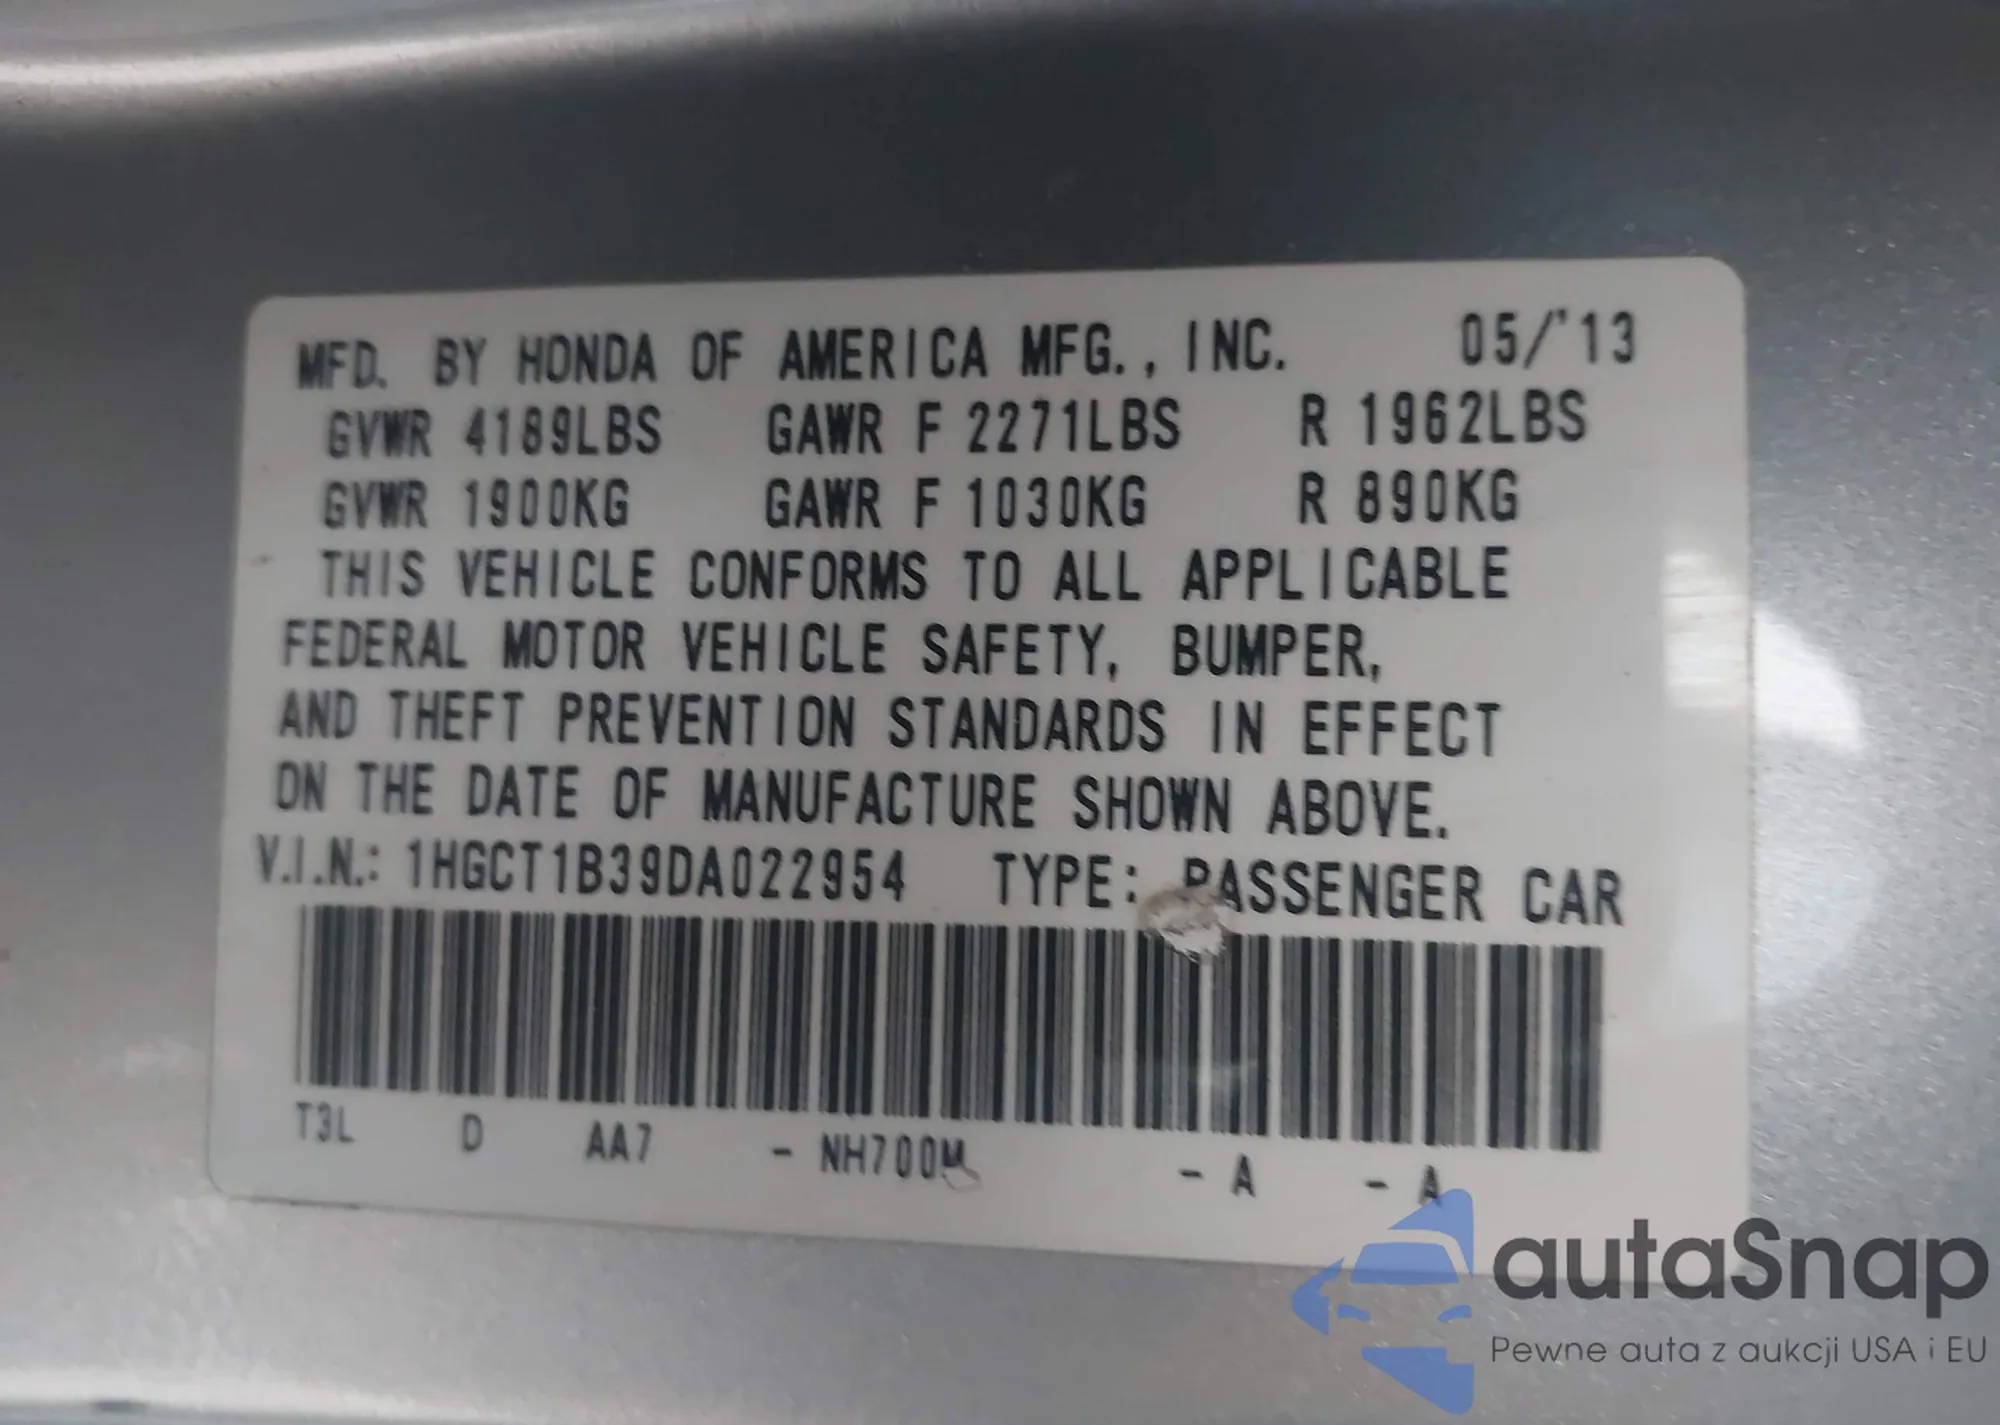 MFD. BY HONDA OF AMERICA MFG., INC. 05/'13
GVWR 4189LBS GAWR F 2271LBS R 1962LBS
GVWR 1900KG GAWR F 1030KG R 890KG
THIS VEHICLE CONFORMS TO ALL APPLICABLE
FEDERAL MOTOR VEHICLE SAFETY, BUMPER,
AND THEFT PREVENTION STANDARDS IN EFFECT
ON THE DATE OF MANUFACTURE SHOWN ABOVE.
V.I.N.: 1HGCT1B39DA022954 TYPE: PASSENGER CAR
T3L D AA7 - NH700M - A - A
autaSnap
Pewne auta z aukcji USA i EU